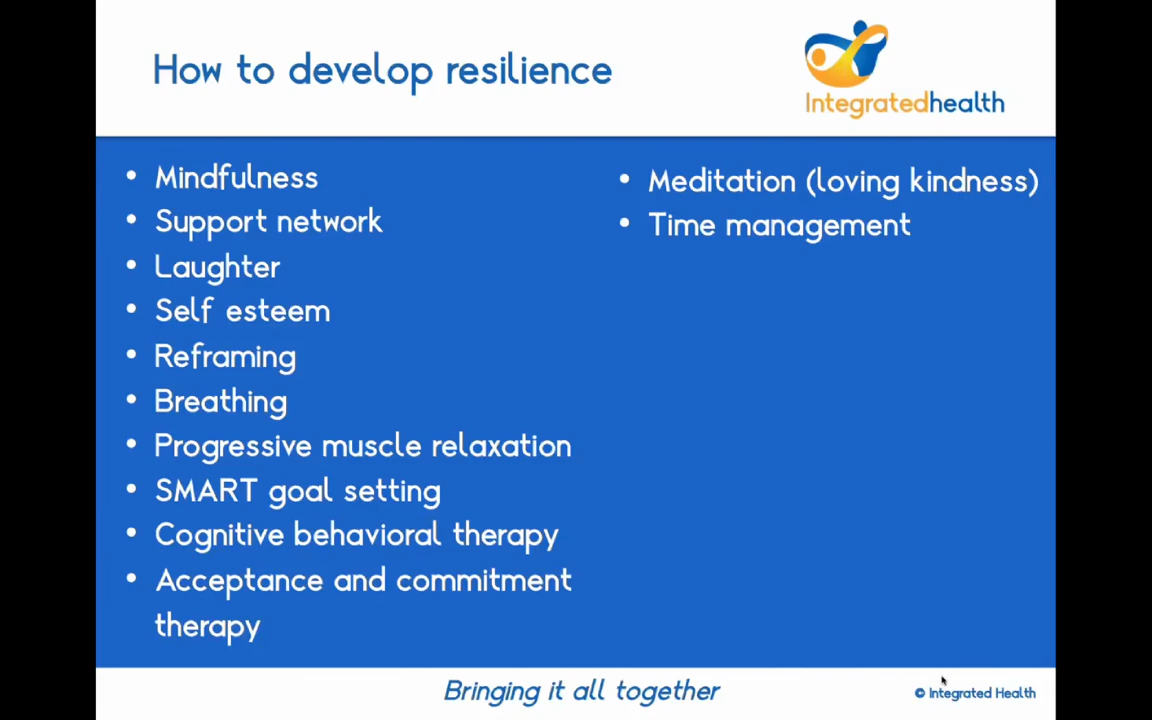 How to develop resilience
Integratedhealth
• Mindfulness
• Support network
• Laughter
• Self esteem
• Reframing
• Breathing
• Progressive muscle relaxation
• SMART goal setting
• Cognitive behavioral therapy
• Acceptance and commitment
therapy
• Meditation (loving kindness)
• Time management
Bringing it all together
© Integrated Health